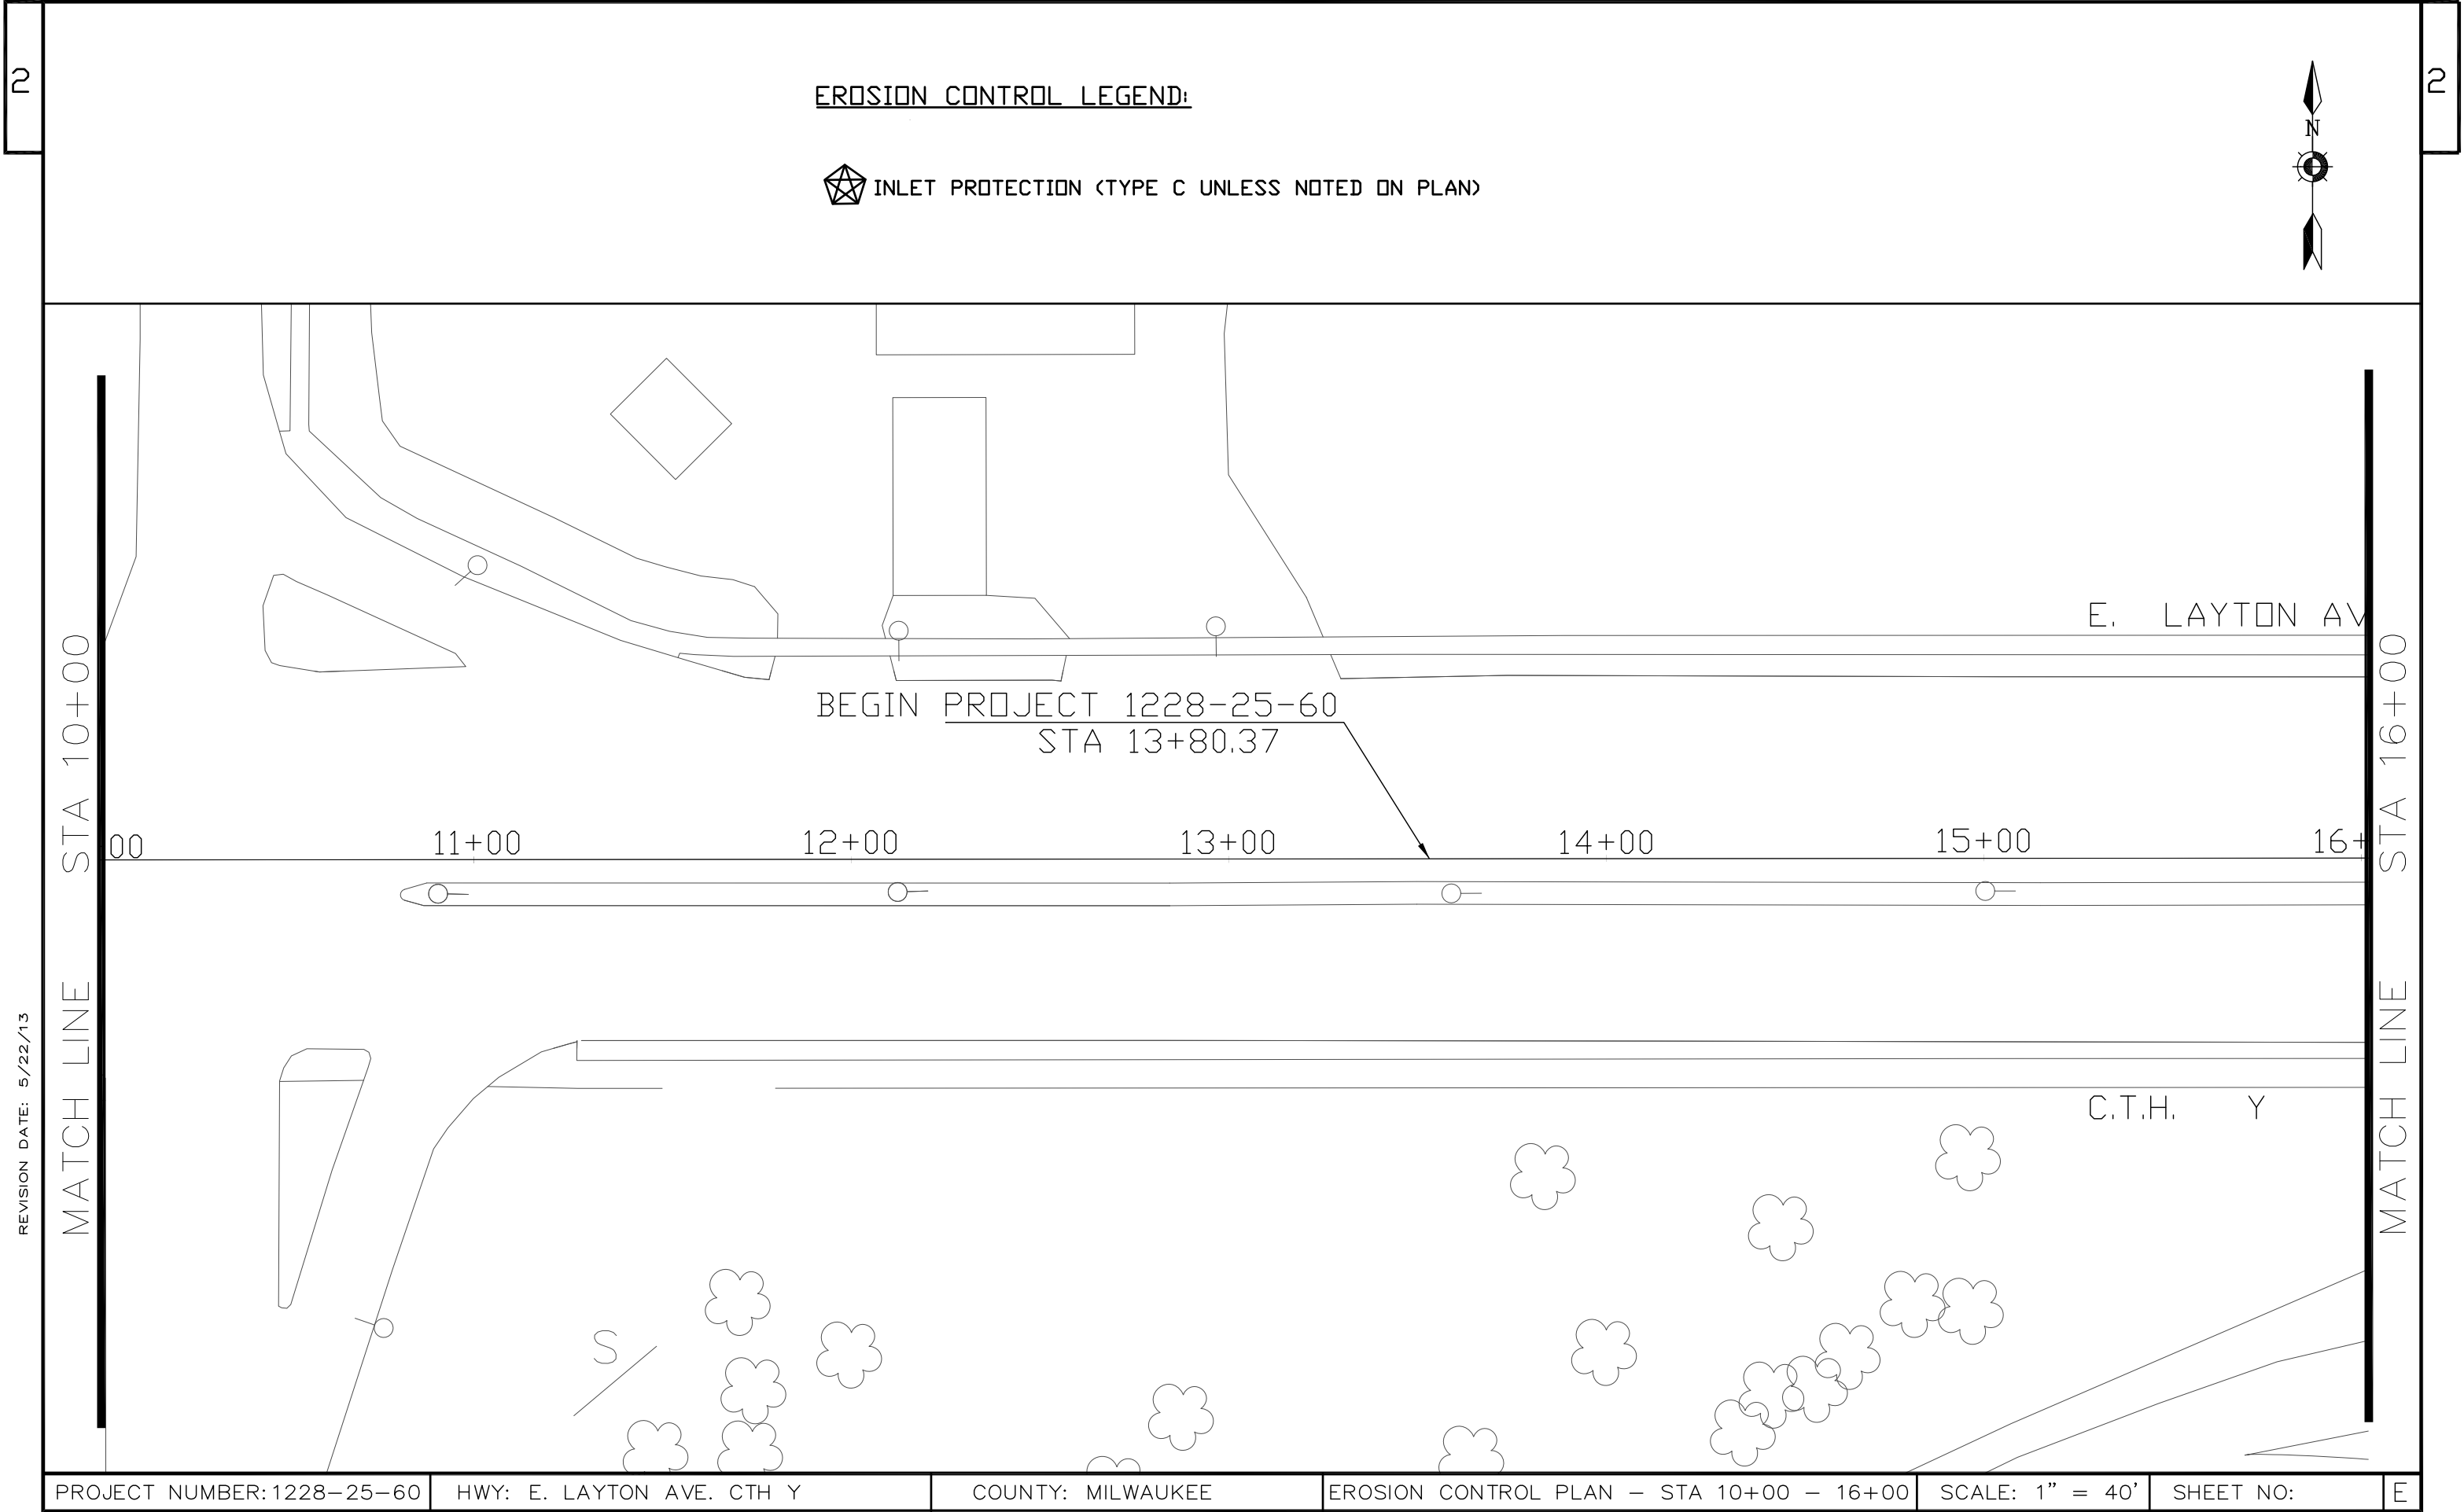 2
2
EROSION CONTROL LEGEND:
N
INLET PROTECTION (TYPE C UNLESS NOTED ON PLAN)
E. LAYTON AV
STA 10+00
MATCH LINE
STA 16+00
MATCH LINE
BEGIN PROJECT 1228-25-60
STA 13+80.37
00
11+00
12+00
13+00
14+00
15+00
16+
C.T.H. Y
S
REVISION DATE: 5/22/13
PROJECT NUMBER: 1228-25-60
HWY: E. LAYTON AVE. CTH Y
COUNTY: MILWAUKEE
EROSION CONTROL PLAN - STA 10+00 - 16+00
SCALE: 1" = 40'
SHEET NO:
E